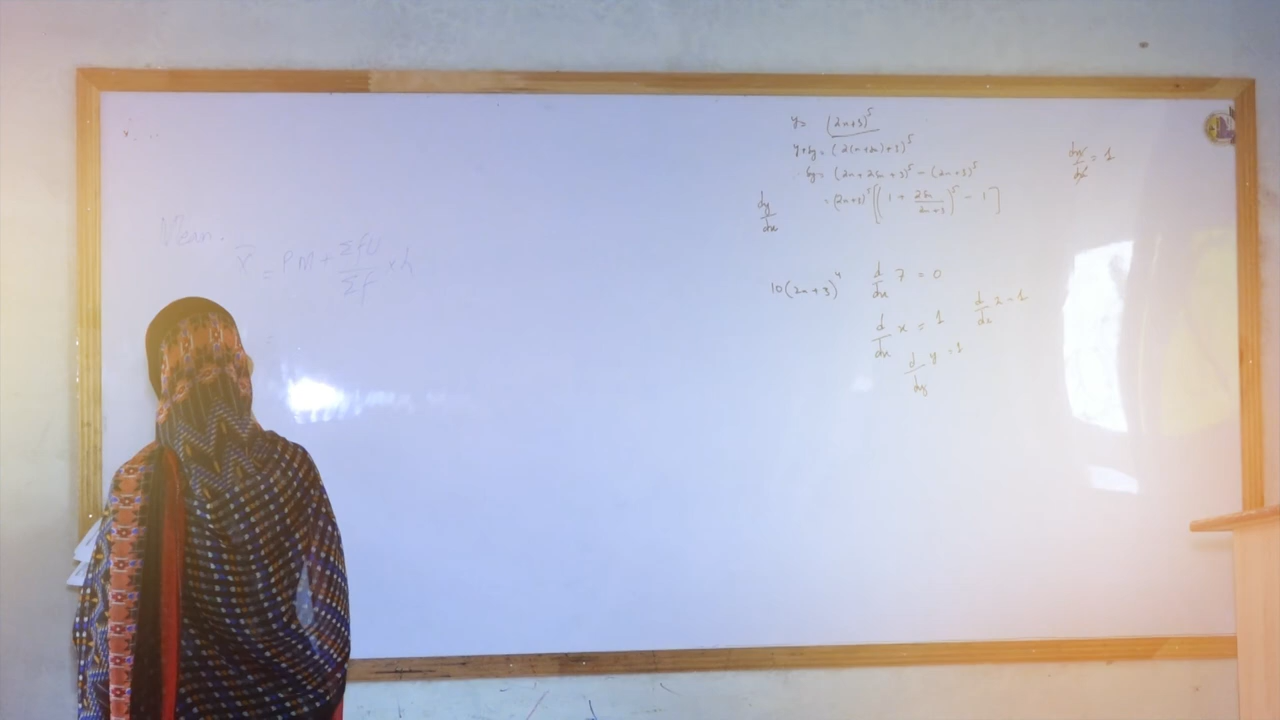 Mean.
x̄ = PM + ΣfU/Σf × h
y = (2x+3)^5
y+δy = (2(x+δx)+3)^5
δy = (2x+2δx+3)^5 - (2x+3)^5
= (2x+3)^5 [(1 + 2δx/2x+3)^5 - 1]
dy/dx
dx/dx = 1
10(2x+3)^4
d/dx 7 = 0
d/dx x = 1
d/dz z = 1
d/dy y = 1